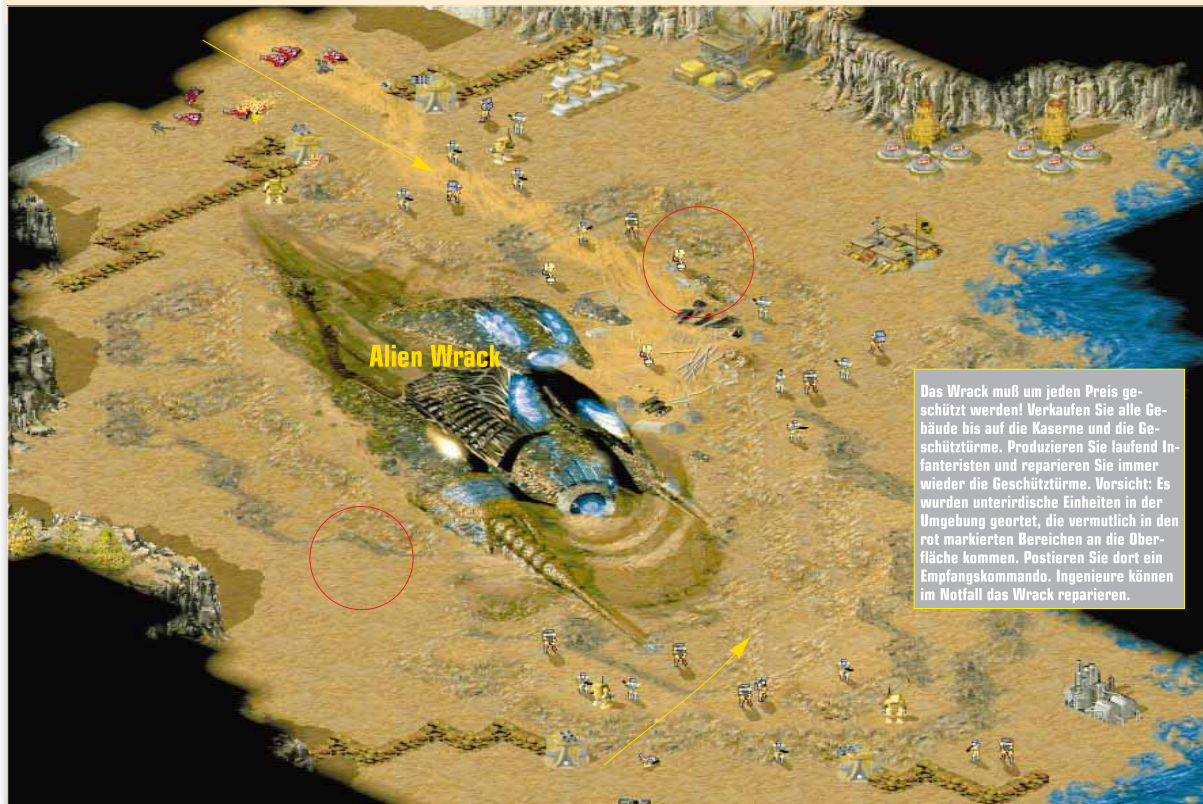 Alien Wrack
Das Wrack muß um jeden Preis ge-
schützt werden! Verkaufen Sie alle Ge-
bäude bis auf die Kaserne und die Ge-
schütztürme. Produzieren Sie laufend In-
fanteristen und reparieren Sie immer
wieder die Geschütztürme. Vorsicht: Es
wurden unterirdische Einheiten in der
Umgebung geortet, die vermutlich in den
rot markierten Bereichen an die Ober-
fläche kommen. Postieren Sie dort ein
Empfangskommando. Ingenieure können
im Notfall das Wrack reparieren.